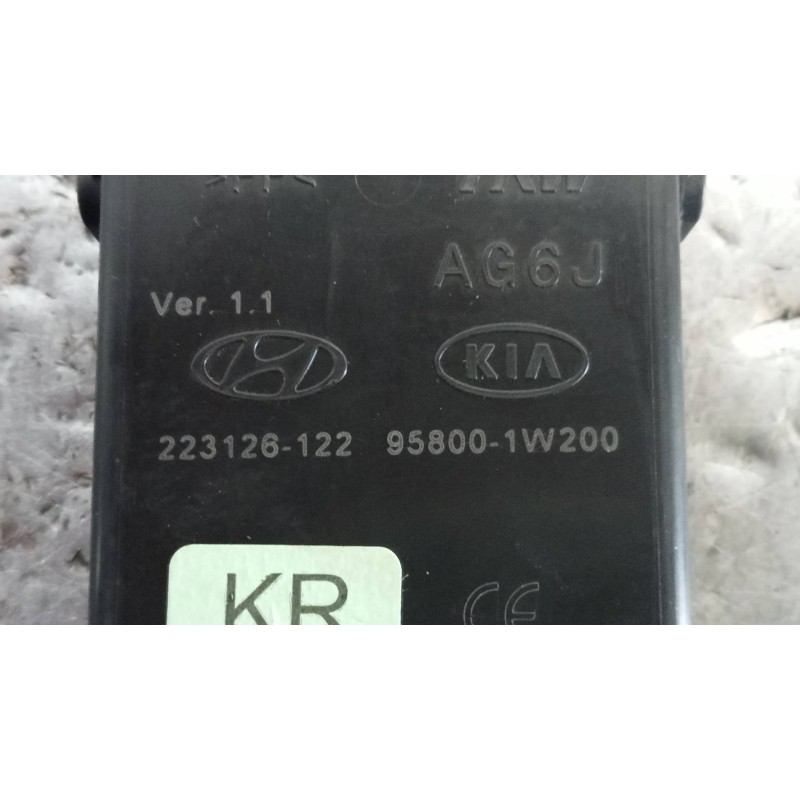 AG6J
Ver. 1.1
KIA
223126-122 95800-1W200
KR
CE